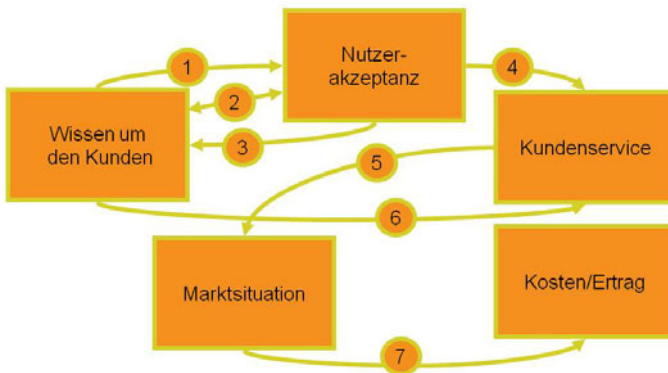 Nutzer-
akzeptanz
1
4
2
Wissen um
den Kunden
3
Kundenservice
5
6
Marktsituation
Kosten/Ertrag
7